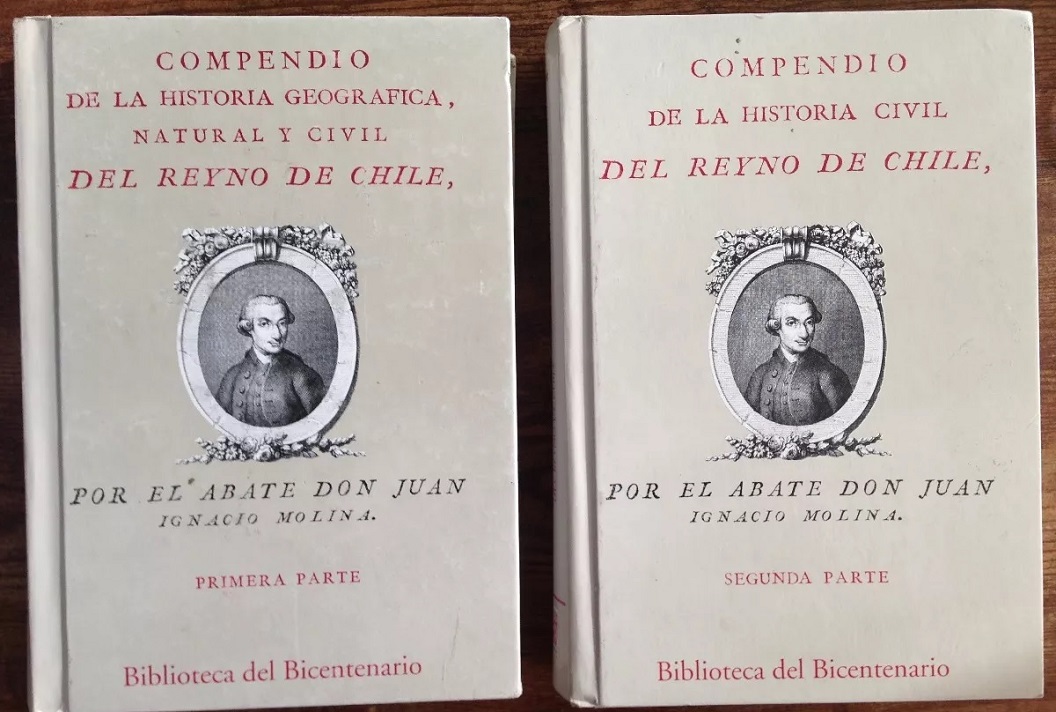 COMPENDIO
DE LA HISTORIA GEOGRAFICA,
NATURAL Y CIVIL
DEL REYNO DE CHILE,
POR EL ABATE DON JUAN
IGNACIO MOLINA.
PRIMERA PARTE
Biblioteca del Bicentenario
COMPENDIO
DE LA HISTORIA CIVIL
DEL REYNO DE CHILE,
POR EL ABATE DON JUAN
IGNACIO MOLINA.
SEGUNDA PARTE
Biblioteca del Bicentenario